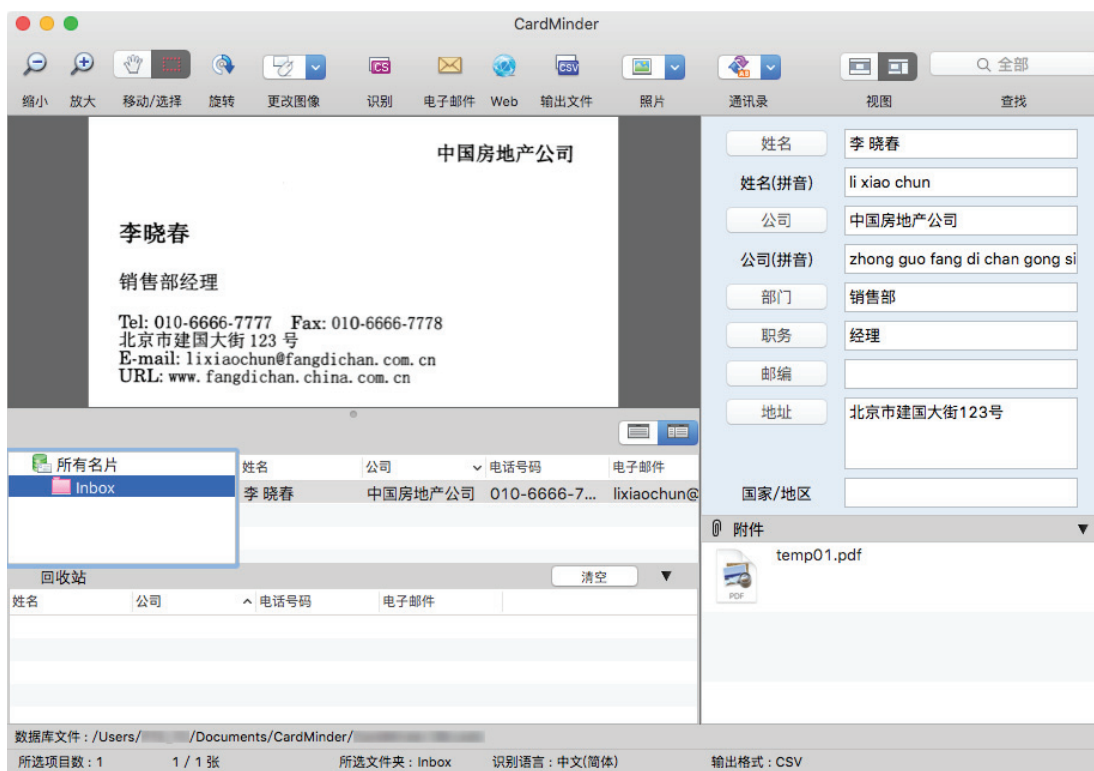 CardMinder
缩小 放大 移动/选择 旋转 更改图像 CS 识别 电子邮件 Web CSV 输出文件 照片 通讯录 视图 全部 查找
中国房地产公司
李晓春
销售部经理
Tel: 010-6666-7777 Fax: 010-6666-7778
北京市建国大街 123 号
E-mail: lixiaochun@fangdichan.com.cn
URL: www.fangdichan.china.com.cn
姓名 李 晓春
姓名(拼音) li xiao chun
公司 中国房地产公司
公司(拼音) zhong guo fang di chan gong si
部门 销售部
职务 经理
邮编
地址 北京市建国大街123号
国家/地区
所有名片
Inbox
姓名 公司 电话号码 电子邮件
李 晓春 中国房地产公司 010-6666-7... lixiaochun@
回收站 清空
姓名 公司 电话号码 电子邮件
附件
temp01.pdf
PDF
数据库文件 : /Users/ /Documents/CardMinder/
所选项目数 : 1 1 / 1 张 所选文件夹 : Inbox 识别语言 : 中文(简体) 输出格式 : CSV